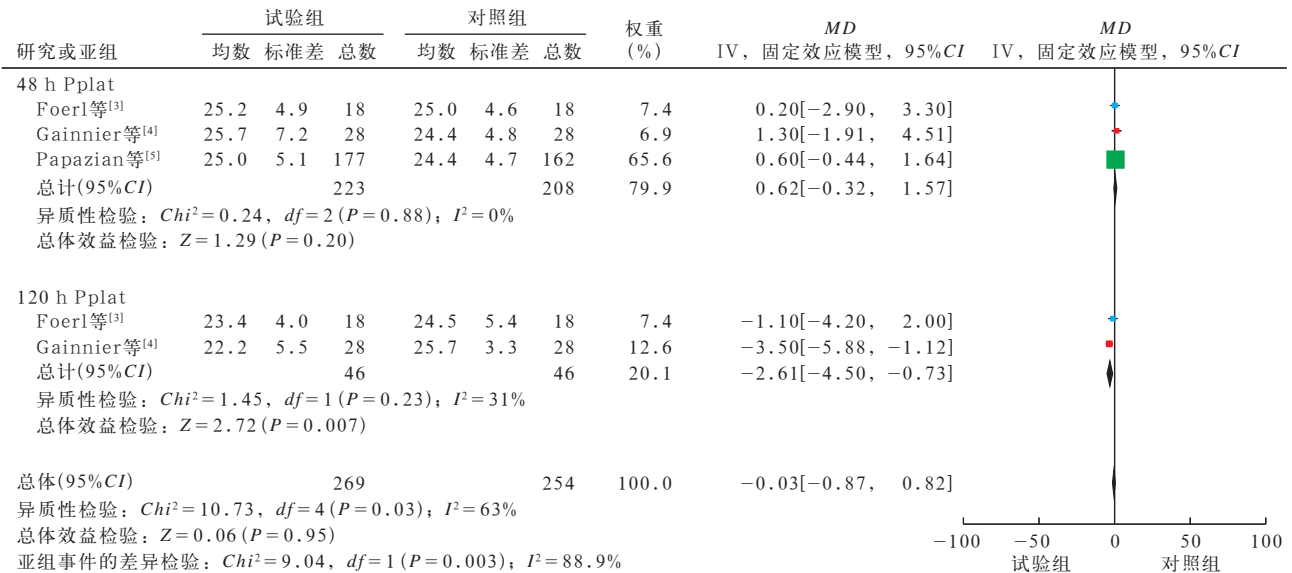 试验组 对照组 权重 MD MD
研究或亚组 均数 标准差 总数 均数 标准差 总数 (%) IV，固定效应模型，95%CI IV，固定效应模型，95%CI
48 h Pplat
Foerl等[3] 25.2 4.9 18 25.0 4.6 18 7.4 0.20[−2.90, 3.30]
Gainnier等[4] 25.7 7.2 28 24.4 4.8 28 6.9 1.30[−1.91, 4.51]
Papazian等[5] 25.0 5.1 177 24.4 4.7 162 65.6 0.60[−0.44, 1.64]
总计(95%CI) 223 208 79.9 0.62[−0.32, 1.57]
异质性检验：Chi²=0.24，df=2(P=0.88)；I²=0%
总体效益检验：Z=1.29(P=0.20)
120 h Pplat
Foerl等[3] 23.4 4.0 18 24.5 5.4 18 7.4 −1.10[−4.20, 2.00]
Gainnier等[4] 22.2 5.5 28 25.7 3.3 28 12.6 −3.50[−5.88, −1.12]
总计(95%CI) 46 46 20.1 −2.61[−4.50, −0.73]
异质性检验：Chi²=1.45，df=1(P=0.23)；I²=31%
总体效益检验：Z=2.72(P=0.007)
总体(95%CI) 269 254 100.0 −0.03[−0.87, 0.82]
异质性检验：Chi²=10.73，df=4(P=0.03)；I²=63%
总体效益检验：Z=0.06(P=0.95)
亚组事件的差异检验：Chi²=9.04，df=1(P=0.003)；I²=88.9%
−100 −50 0 50 100
试验组 对照组